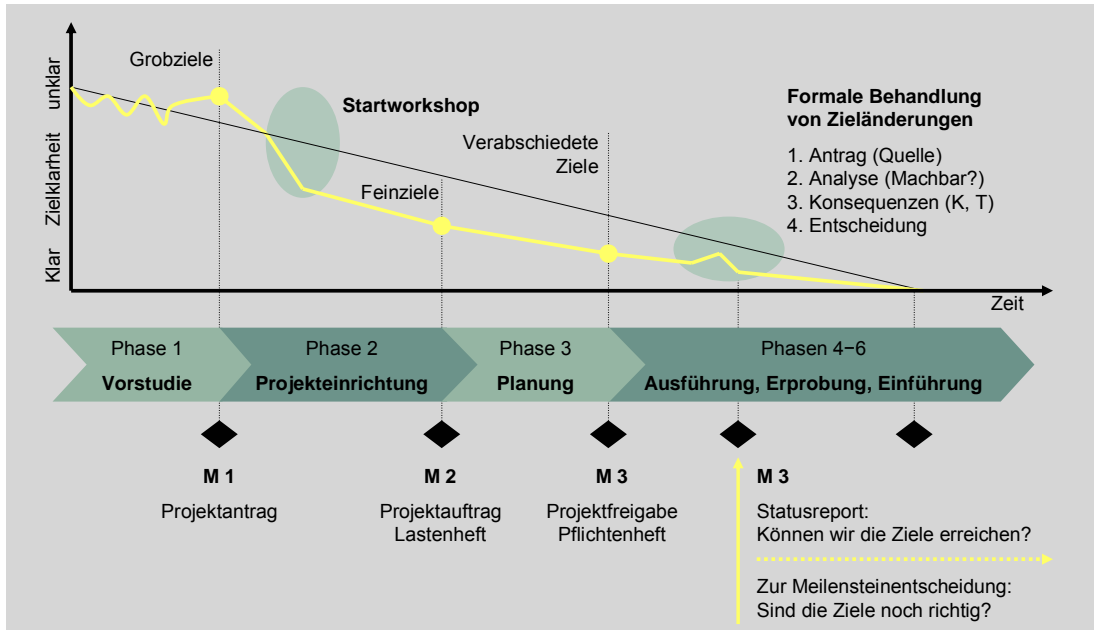 Grobziele
Startworkshop
Formale Behandlung
von Zieländerungen
1. Antrag (Quelle)
2. Analyse (Machbar?)
3. Konsequenzen (K, T)
4. Entscheidung
Verabschiedete
Ziele
Feinziele
unklar
Zielklarheit
Klar
Zeit
Phase 1
Vorstudie
Phase 2
Projekteinrichtung
Phase 3
Planung
Phasen 4–6
Ausführung, Erprobung, Einführung
M 1
Projektantrag
M 2
Projektauftrag
Lastenheft
M 3
Projektfreigabe
Pflichtenheft
M 3
Statusreport:
Können wir die Ziele erreichen?
Zur Meilensteinentscheidung:
Sind die Ziele noch richtig?